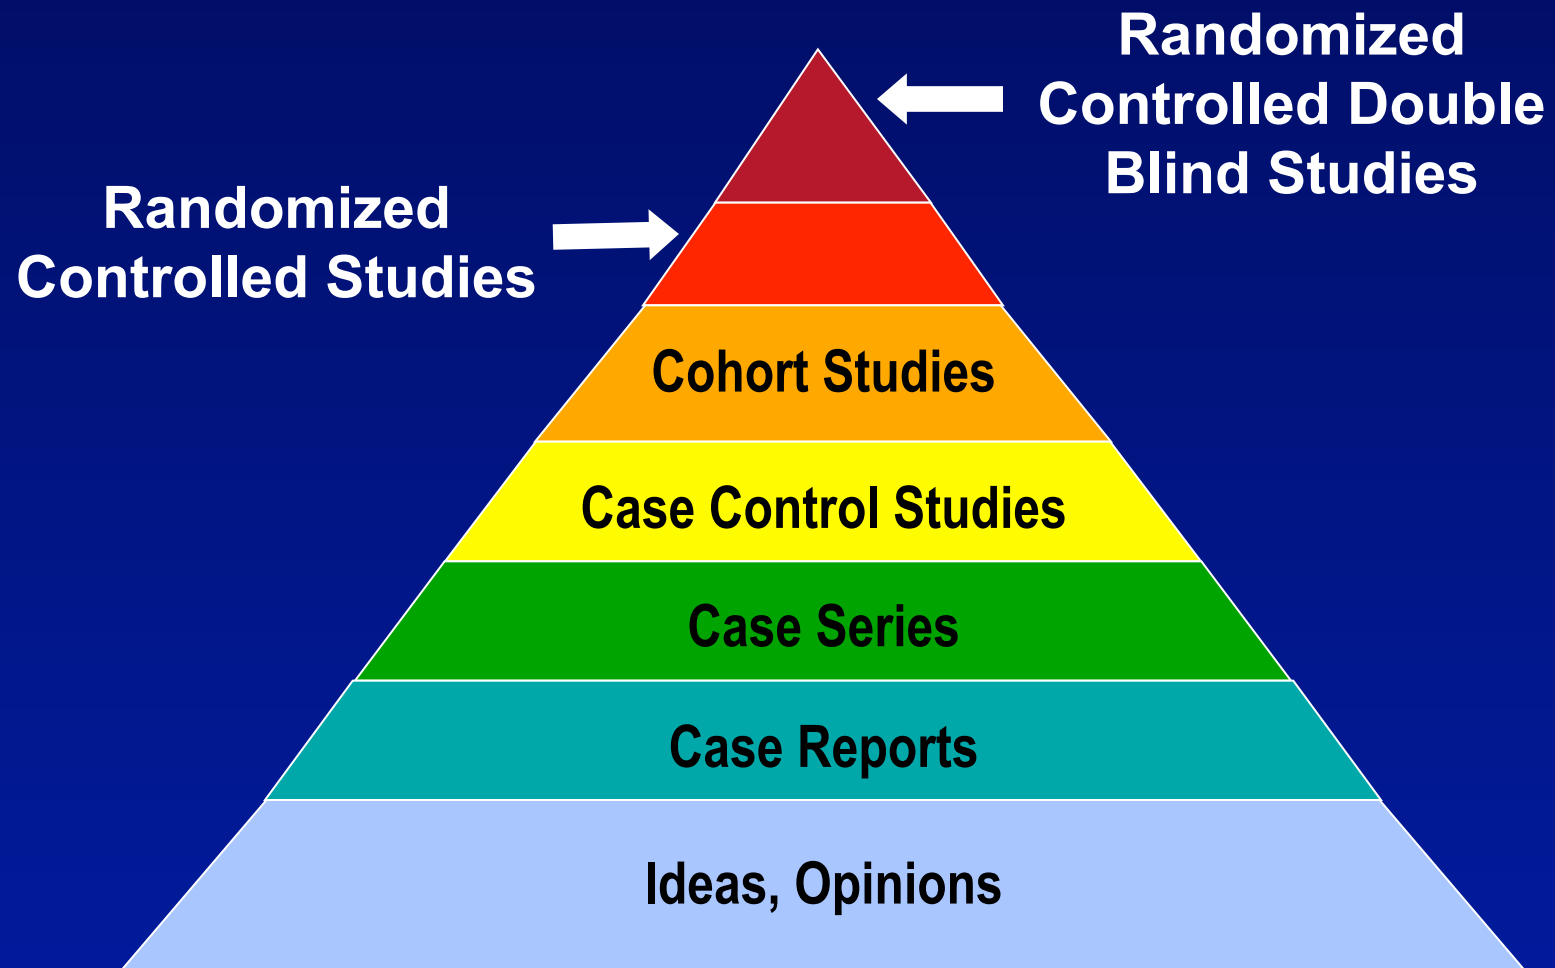 Randomized
Controlled Double
Blind Studies
Randomized
Controlled Studies
Cohort Studies
Case Control Studies
Case Series
Case Reports
Ideas, Opinions